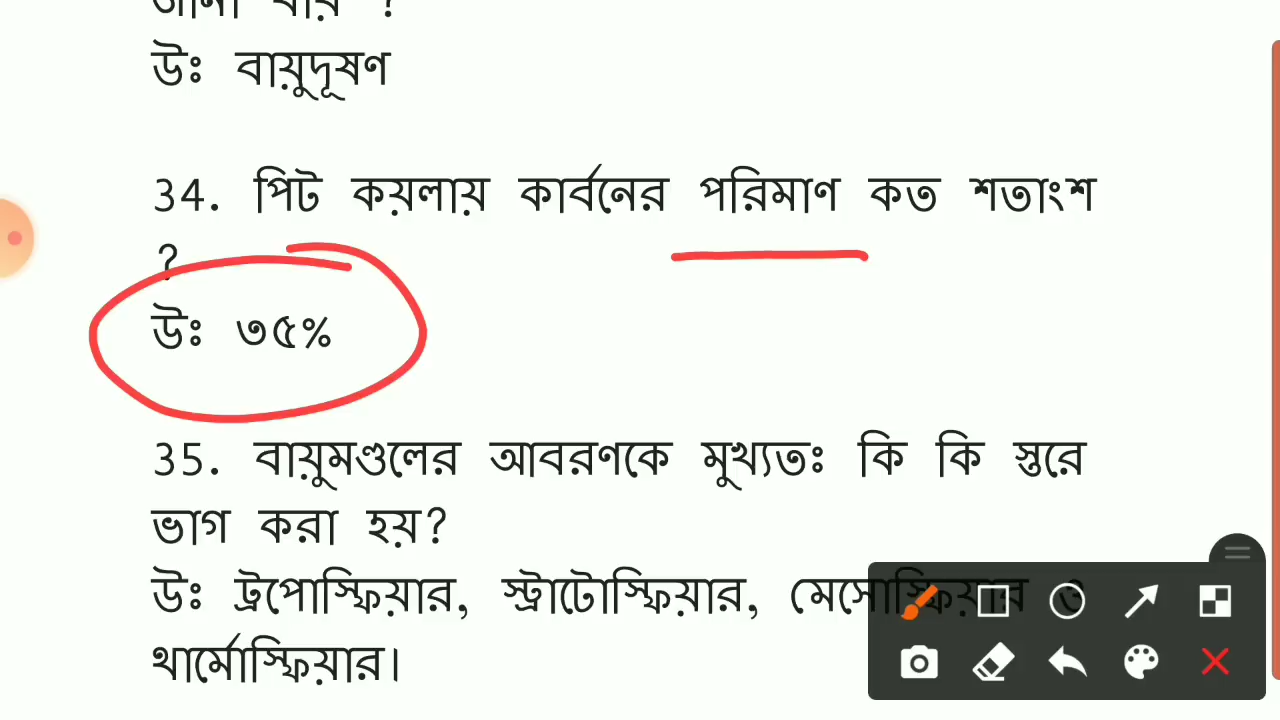 জানা যায় ?
উঃ বায়ুদূষণ
34. পিট কয়লায় কার্বনের পরিমাণ কত শতাংশ
?
উঃ ৩৫%
35. বায়ুমণ্ডলের আবরণকে মুখ্যতঃ কি কি স্তরে
ভাগ করা হয়?
উঃ ট্রপোস্ফিয়ার, স্ট্রাটোস্ফিয়ার, মেসোস্ফিয়ার ও
থার্মোস্ফিয়ার।